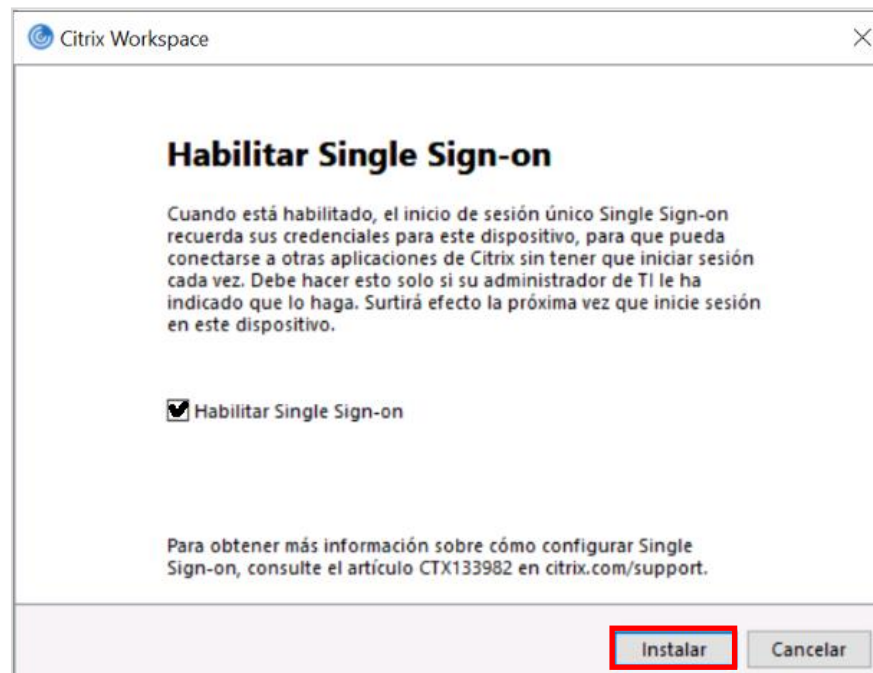 Citrix Workspace
Habilitar Single Sign-on
Cuando está habilitado, el inicio de sesión único Single Sign-on
recuerda sus credenciales para este dispositivo, para que pueda
conectarse a otras aplicaciones de Citrix sin tener que iniciar sesión
cada vez. Debe hacer esto solo si su administrador de TI le ha
indicado que lo haga. Surtirá efecto la próxima vez que inicie sesión
en este dispositivo.
Habilitar Single Sign-on
Para obtener más información sobre cómo configurar Single
Sign-on, consulte el artículo CTX133982 en citrix.com/support.
Instalar
Cancelar